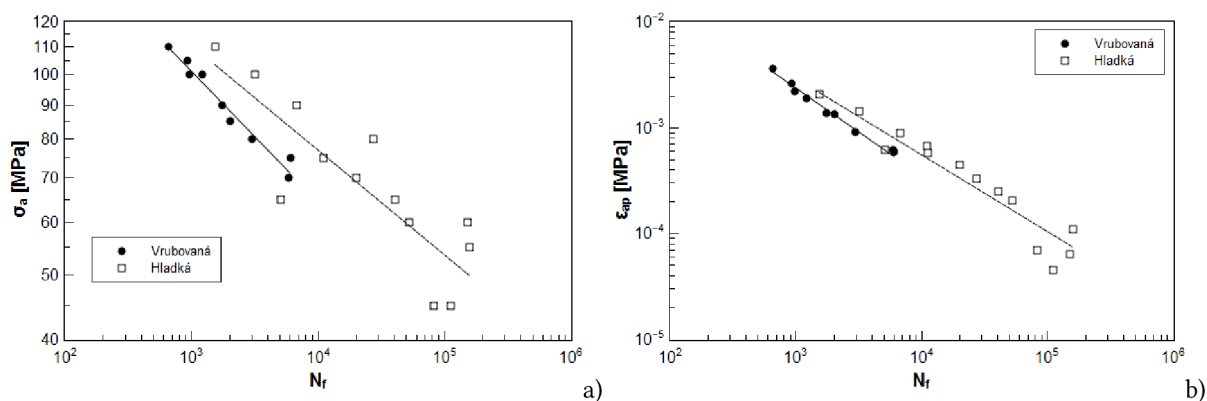 120
110
100
90
80
70
60
50
40
σa [MPa]
10² 10³ 10⁴ 10⁵ 10⁶
Nf
Vrubovaná
Hladká
a)
10⁻²
10⁻³
10⁻⁴
10⁻⁵
εap [MPa]
10² 10³ 10⁴ 10⁵ 10⁶
Nf
Vrubovaná
Hladká
b)